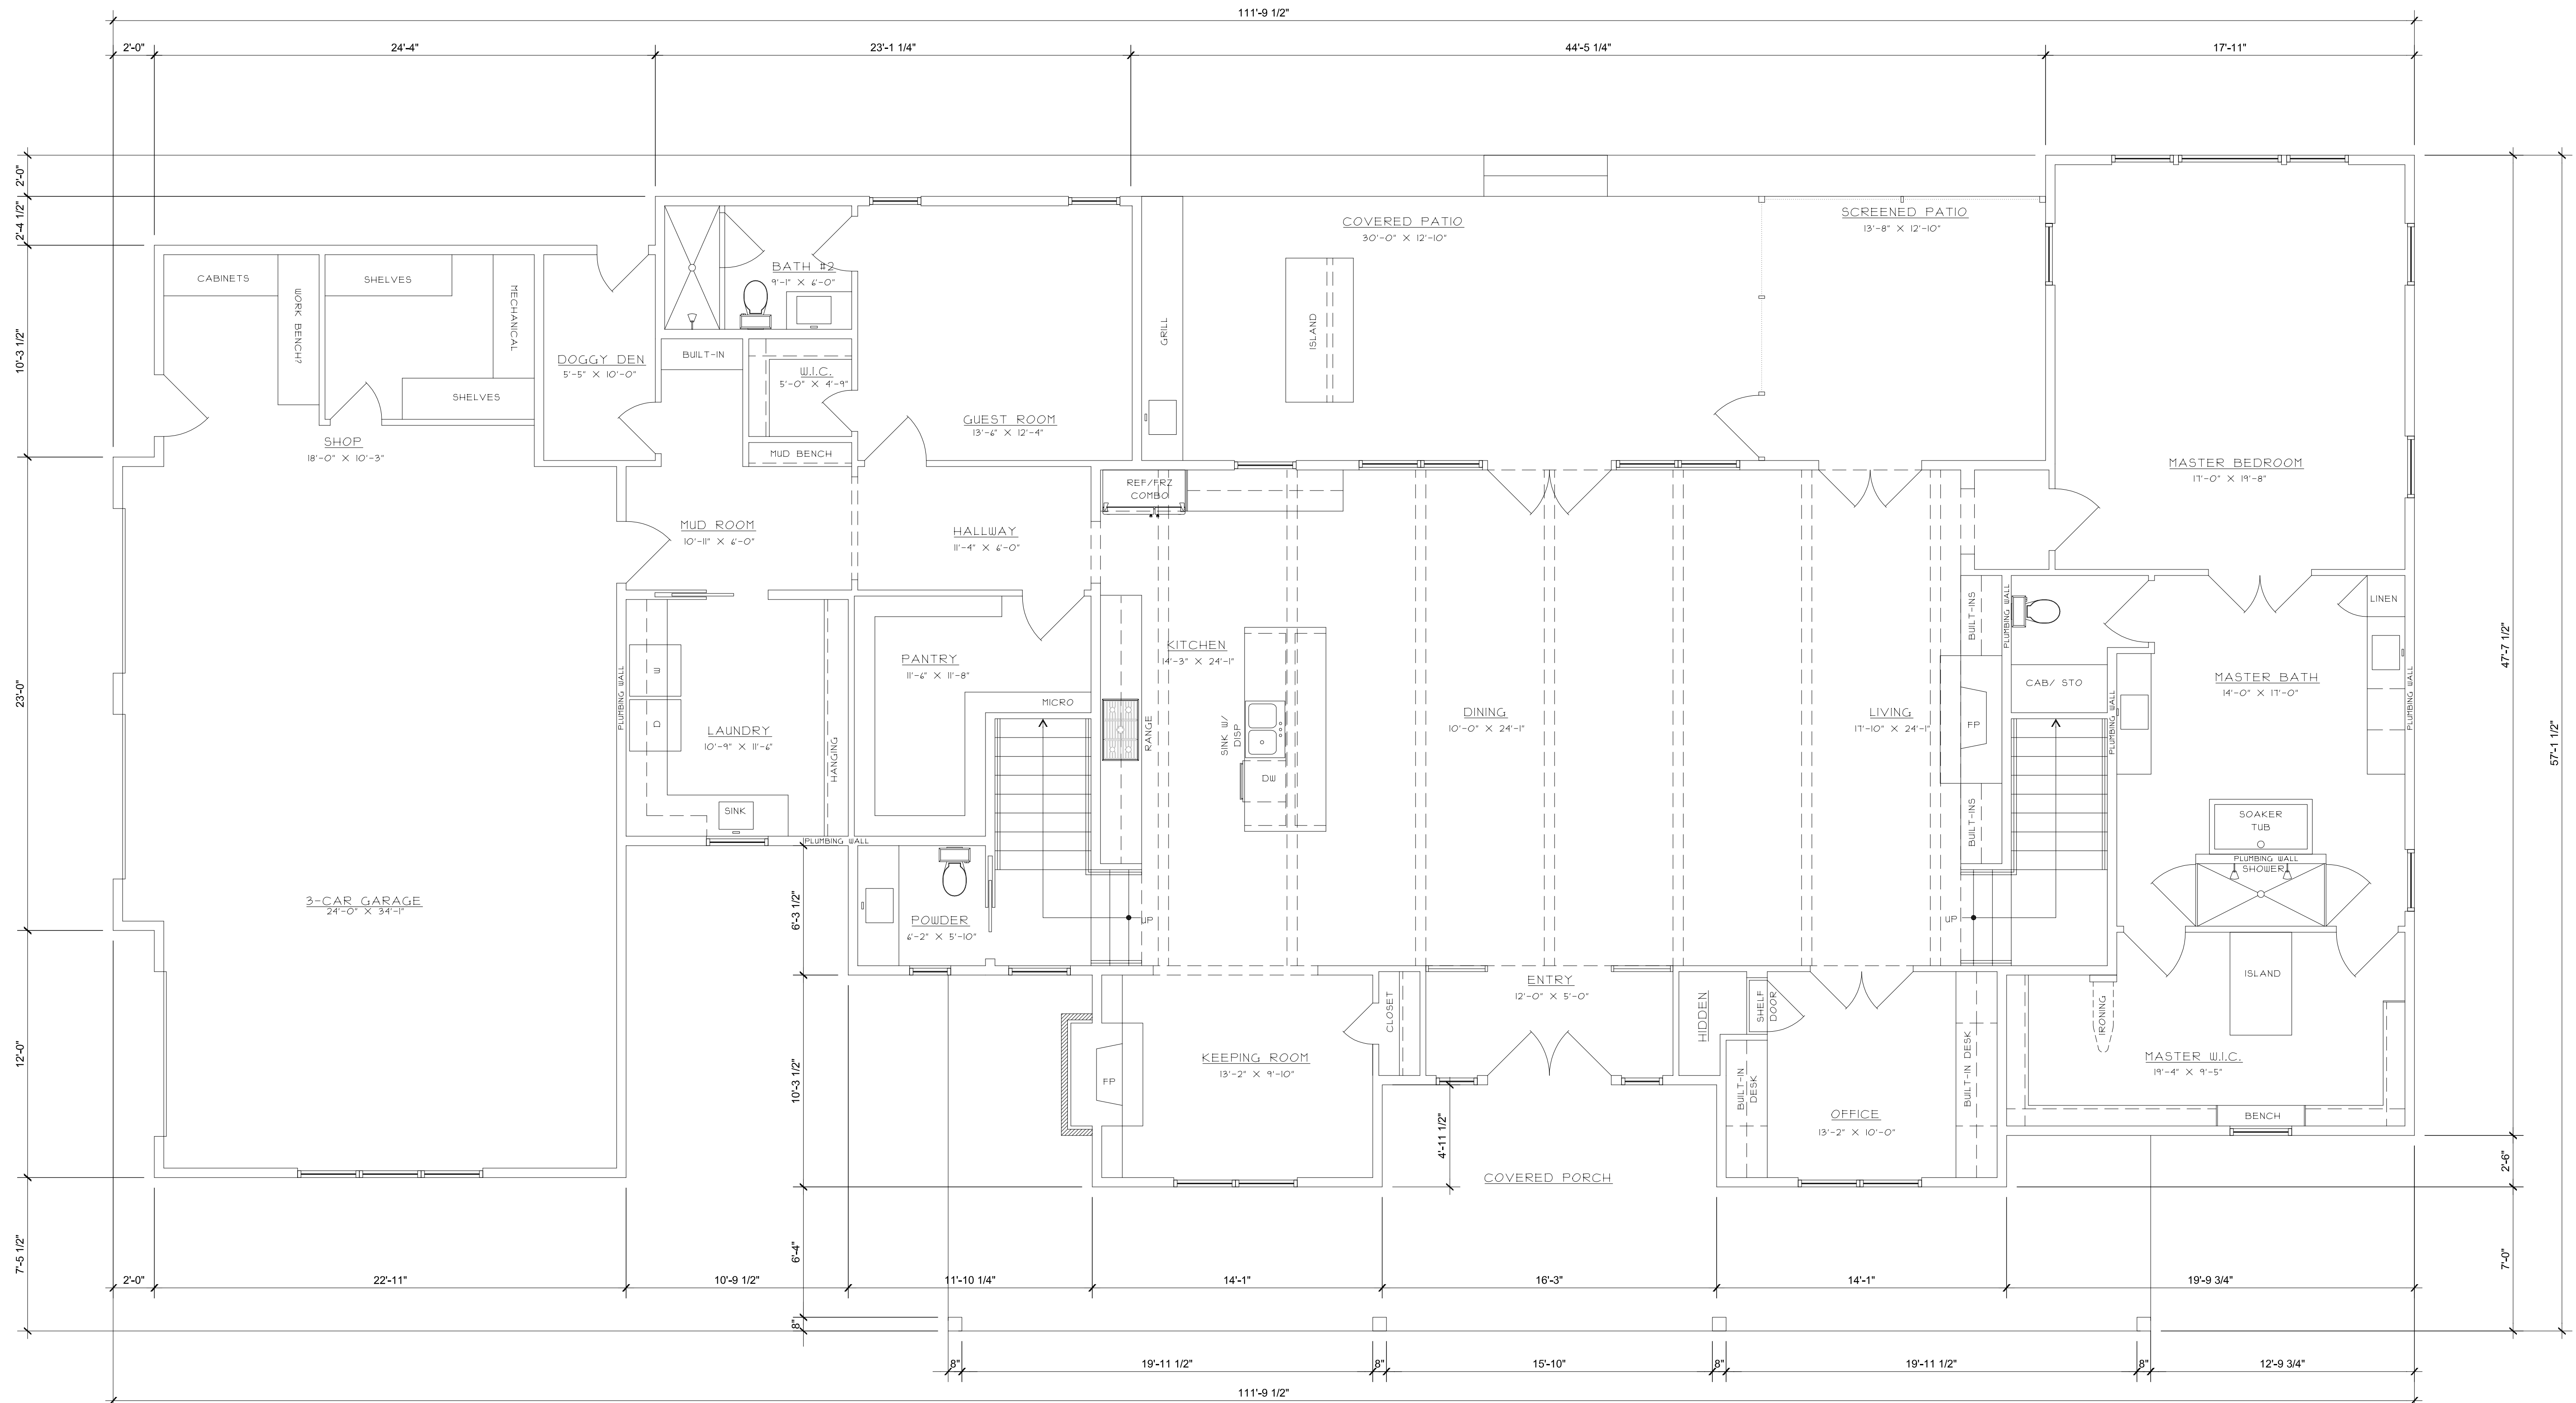 111'-9 1/2"
2'-0"
24'-4"
23'-1 1/4"
44'-5 1/4"
17'-11"
2'-0"
2'-4 1/2"
10'-3 1/2"
23'-0"
12'-0"
7'-5 1/2"
CABINETS
WORK BENCH?
SHELVES
MECHANICAL
SHELVES
SHOP
18'-0" X 10'-3"
DOGGY DEN
5'-5" X 10'-0"
BATH #2
9'-1" X 6'-0"
BUILT-IN
W.I.C.
5'-0" X 4'-9"
MUD BENCH
GUEST ROOM
13'-6" X 12'-4"
GRILL
ISLAND
COVERED PATIO
30'-0" X 12'-10"
SCREENED PATIO
13'-8" X 12'-10"
MASTER BEDROOM
17'-0" X 19'-8"
MUD ROOM
10'-11" X 6'-0"
HALLWAY
11'-4" X 6'-0"
REF/FRZ
COMBO
PANTRY
11'-6" X 11'-8"
MICRO
PLUMBING WALL
W
D
LAUNDRY
10'-9" X 11'-6"
HANGING
SINK
PLUMBING WALL
KITCHEN
14'-3" X 24'-1"
RANGE
SINK W/
DISP
DW
DINING
10'-0" X 24'-1"
LIVING
17'-10" X 24'-1"
BUILT-INS
FP
BUILT-INS
PLUMBING WALL
CAB/ STO
PLUMBING WALL
LINEN
MASTER BATH
14'-0" X 17'-0"
PLUMBING WALL
SOAKER
TUB
PLUMBING WALL
SHOWER
3-CAR GARAGE
24'-0" X 34'-1"
POWDER
6'-2" X 5'-10"
UP
UP
ENTRY
12'-0" X 5'-0"
CLOSET
HIDDEN
SHELF
DOOR
KEEPING ROOM
13'-2" X 9'-10"
FP
BUILT-IN
DESK
OFFICE
13'-2" X 10'-0"
BUILT-IN DESK
IRONING
ISLAND
MASTER W.I.C.
19'-4" X 9'-5"
BENCH
COVERED PORCH
6'-3 1/2"
10'-3 1/2"
6'-4"
8"
4'-11 1/2"
47'-7 1/2"
57'-1 1/2"
2'-6"
7'-0"
2'-0"
22'-11"
10'-9 1/2"
11'-10 1/4"
14'-1"
16'-3"
14'-1"
19'-9 3/4"
8"
19'-11 1/2"
8"
15'-10"
8"
19'-11 1/2"
8"
12'-9 3/4"
111'-9 1/2"